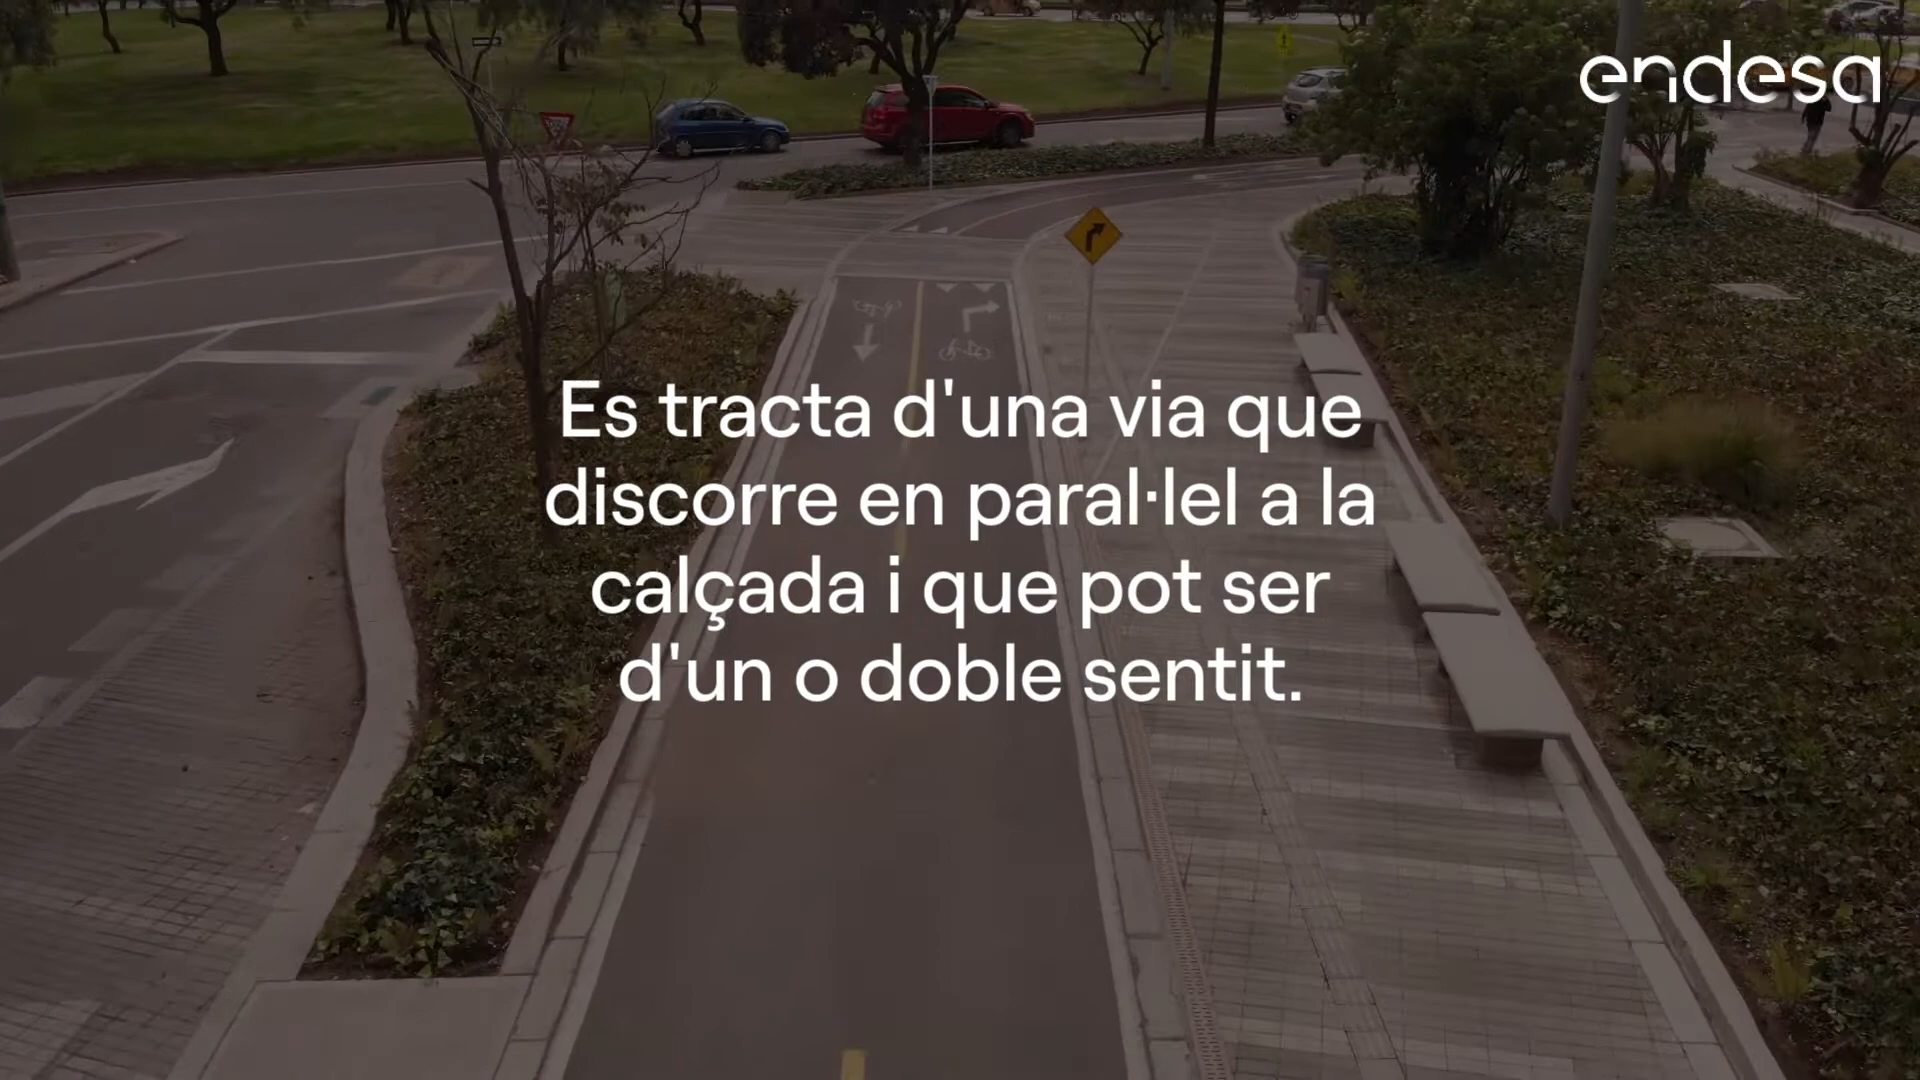 endesa
Es tracta d'una via que
discorre en paral·lel a la
calçada i que pot ser
d'un o doble sentit.